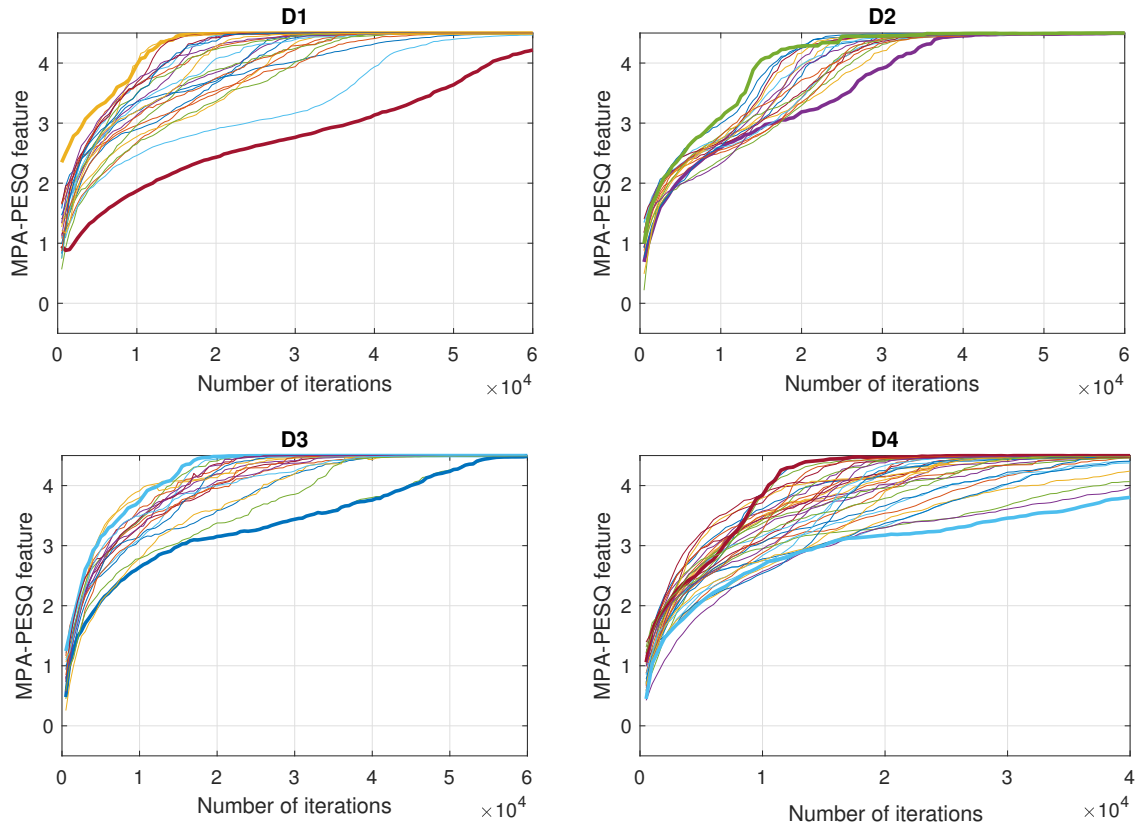 D1
MPA-PESQ feature
4
3
2
1
0
0 1 2 3 4 5 6
Number of iterations
×10^4
D2
MPA-PESQ feature
4
3
2
1
0
0 1 2 3 4 5 6
Number of iterations
×10^4
D3
MPA-PESQ feature
4
3
2
1
0
0 1 2 3 4 5 6
Number of iterations
×10^4
D4
MPA-PESQ feature
4
3
2
1
0
0 1 2 3 4
Number of iterations
×10^4